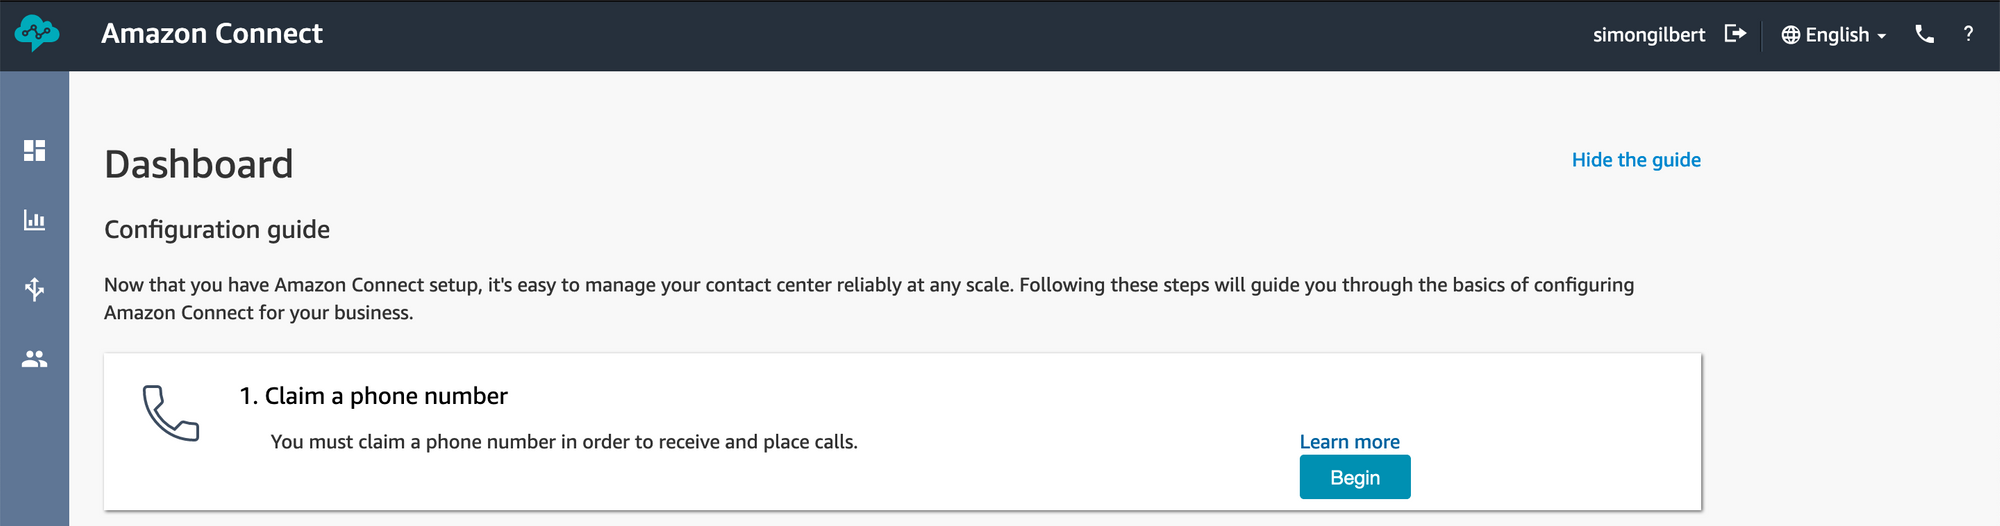 Amazon Connect
simongilbert
English
?
Dashboard
Hide the guide
Configuration guide
Now that you have Amazon Connect setup, it's easy to manage your contact center reliably at any scale. Following these steps will guide you through the basics of configuring
Amazon Connect for your business.
1. Claim a phone number
You must claim a phone number in order to receive and place calls.
Learn more
Begin